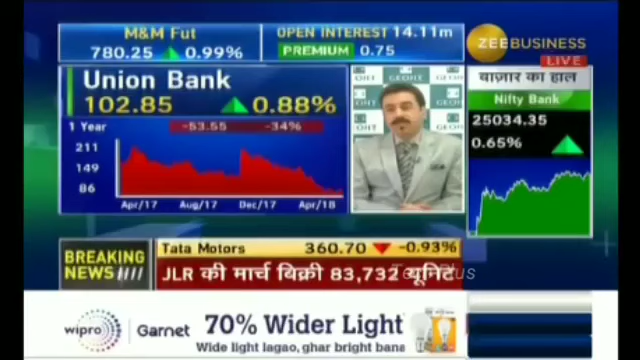 M&M Fut
780.25 0.99%
OPEN INTEREST 14.11m
PREMIUM 0.75
ZEEBUSINESS
LIVE
Union Bank
102.85 0.88%
1 Year -53.55 -34%
211
149
86
Apr/17 Aug/17 Dec/17 Apr/18
GEOJIT
बाज़ार का हाल
Nifty Bank
25034.35
0.65%
BREAKING
NEWS
Tata Motors 360.70 -0.93%
JLR की मार्च बिक्री 83,732 यूनिट
wipro Garnet 70% Wider Light
Wide light lagao, ghar bright bana